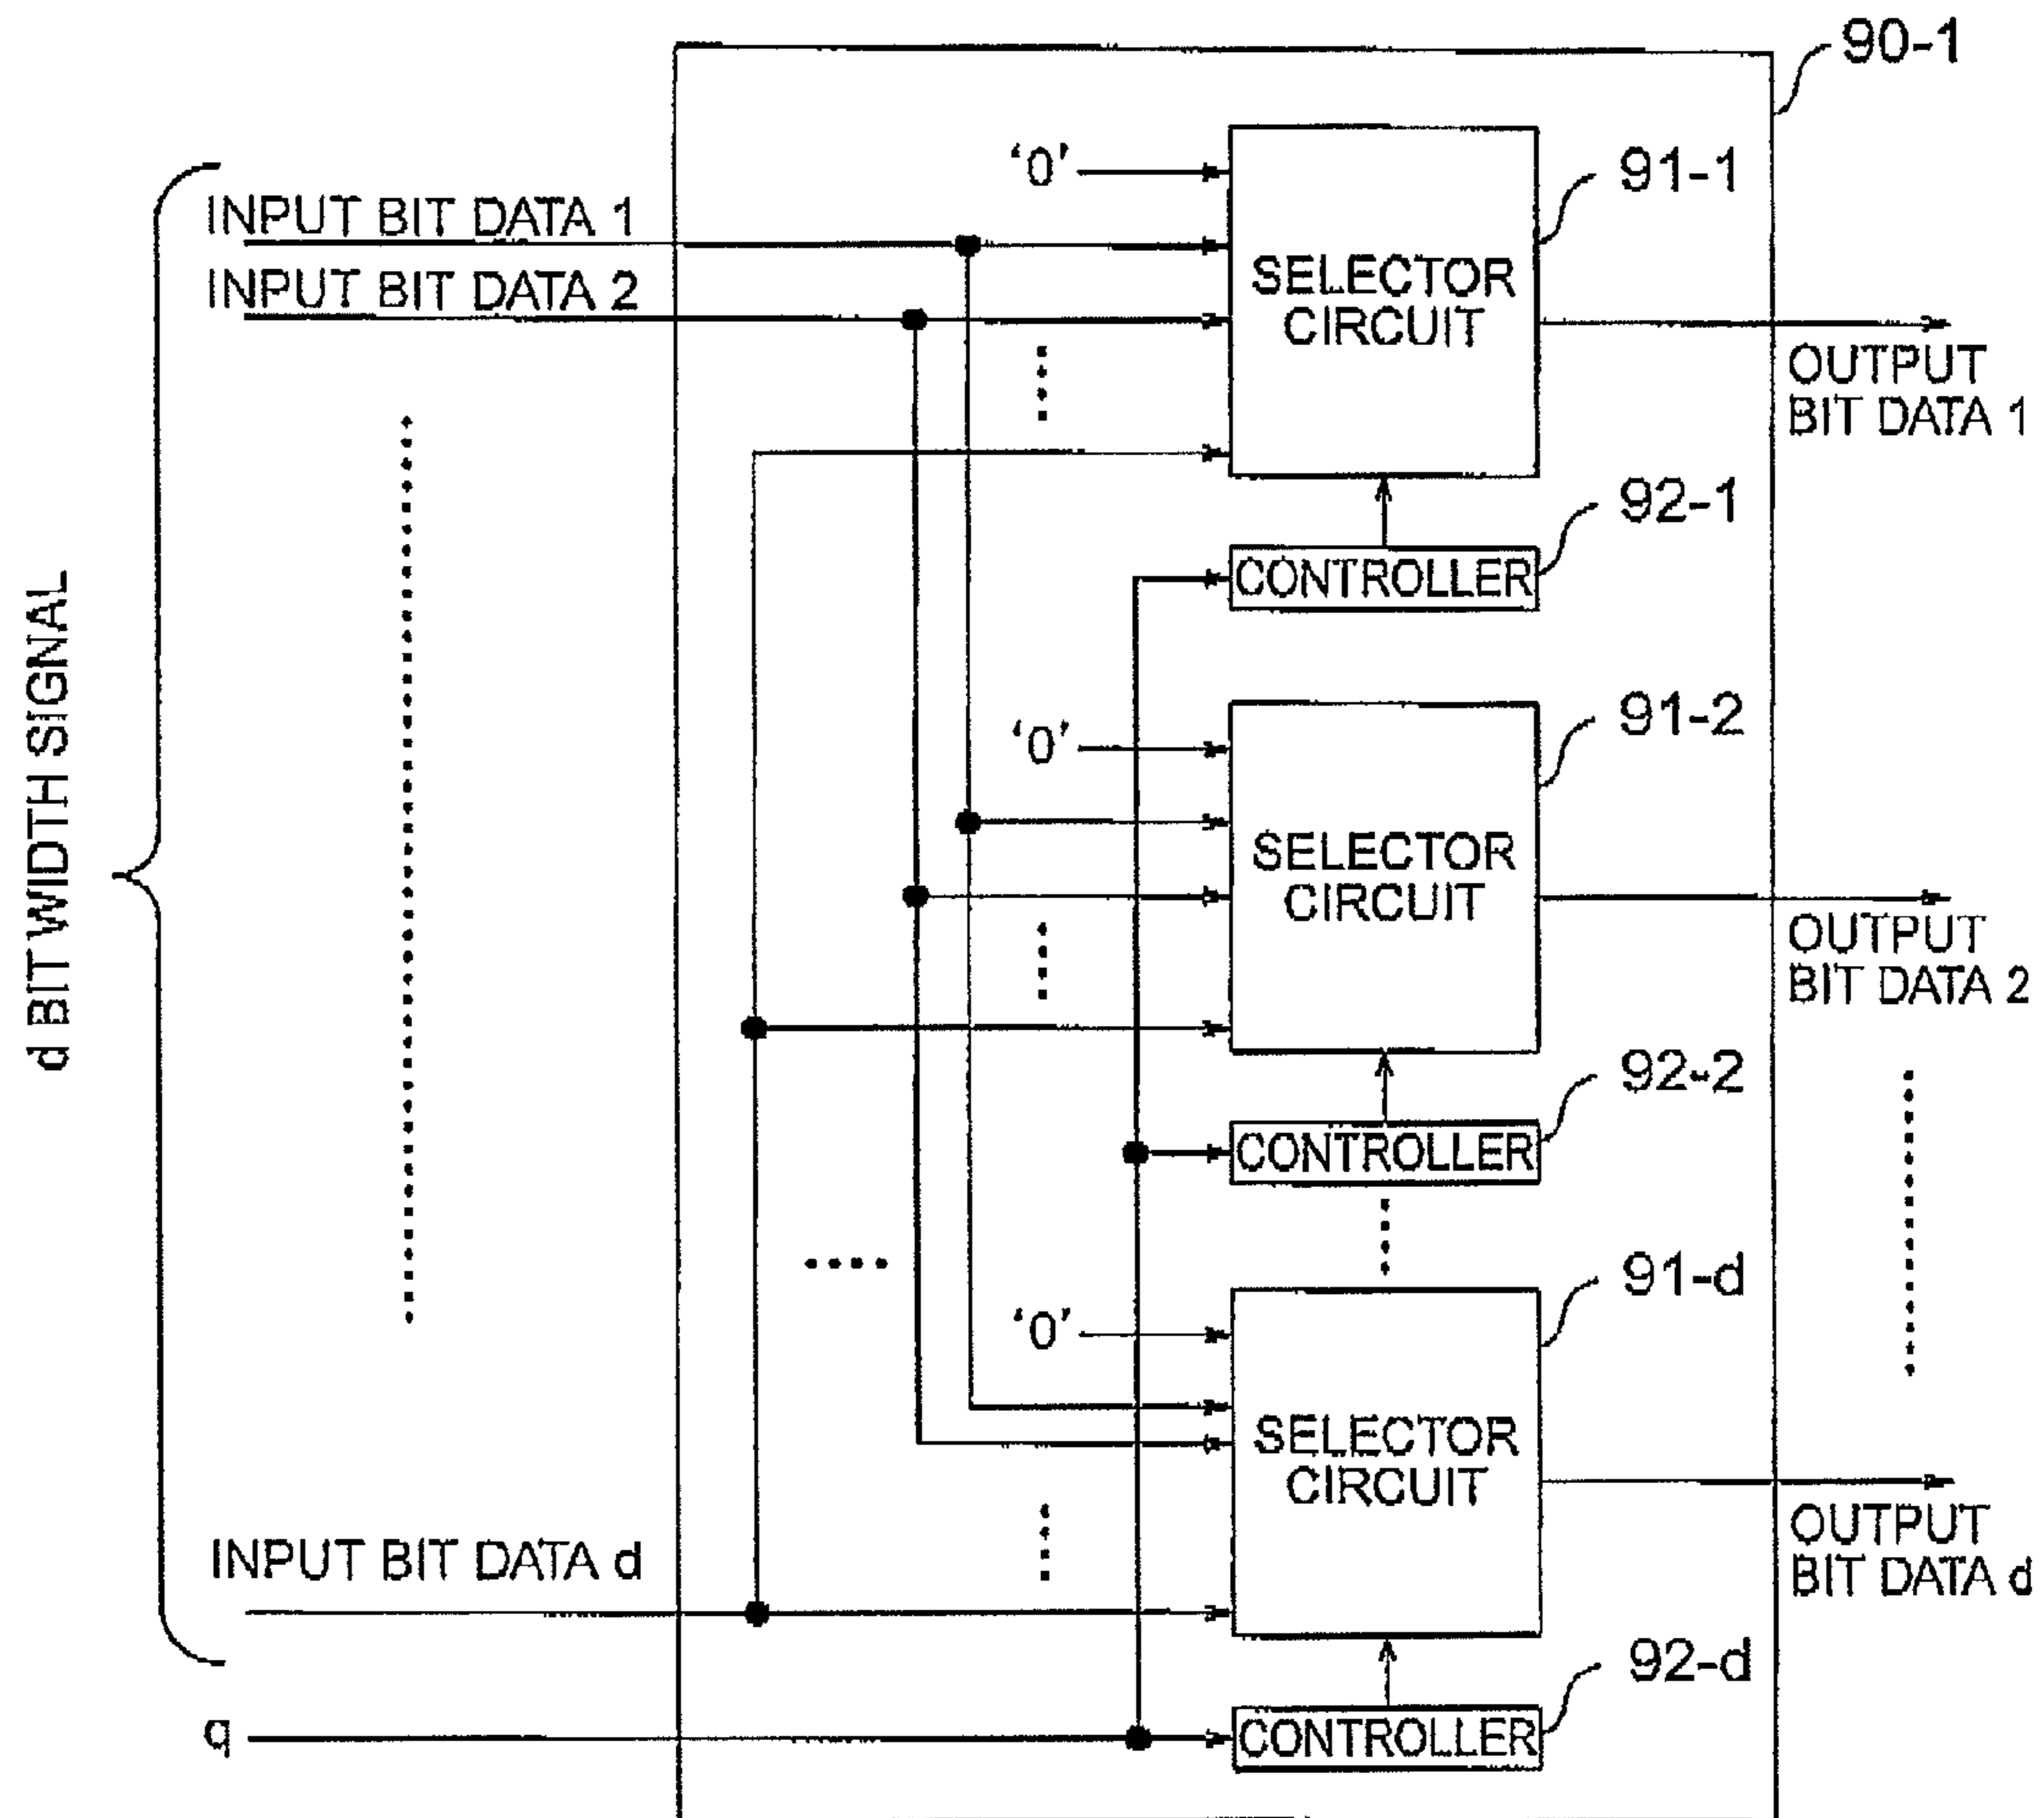 90-1
'0'
91-1
INPUT BIT DATA 1
INPUT BIT DATA 2
SELECTOR
CIRCUIT
OUTPUT
BIT DATA 1
92-1
CONTROLLER
d BIT WIDTH SIGNAL
91-2
'0'
SELECTOR
CIRCUIT
OUTPUT
BIT DATA 2
92-2
CONTROLLER
91-d
'0'
SELECTOR
CIRCUIT
OUTPUT
BIT DATA d
INPUT BIT DATA d
92-d
q
CONTROLLER